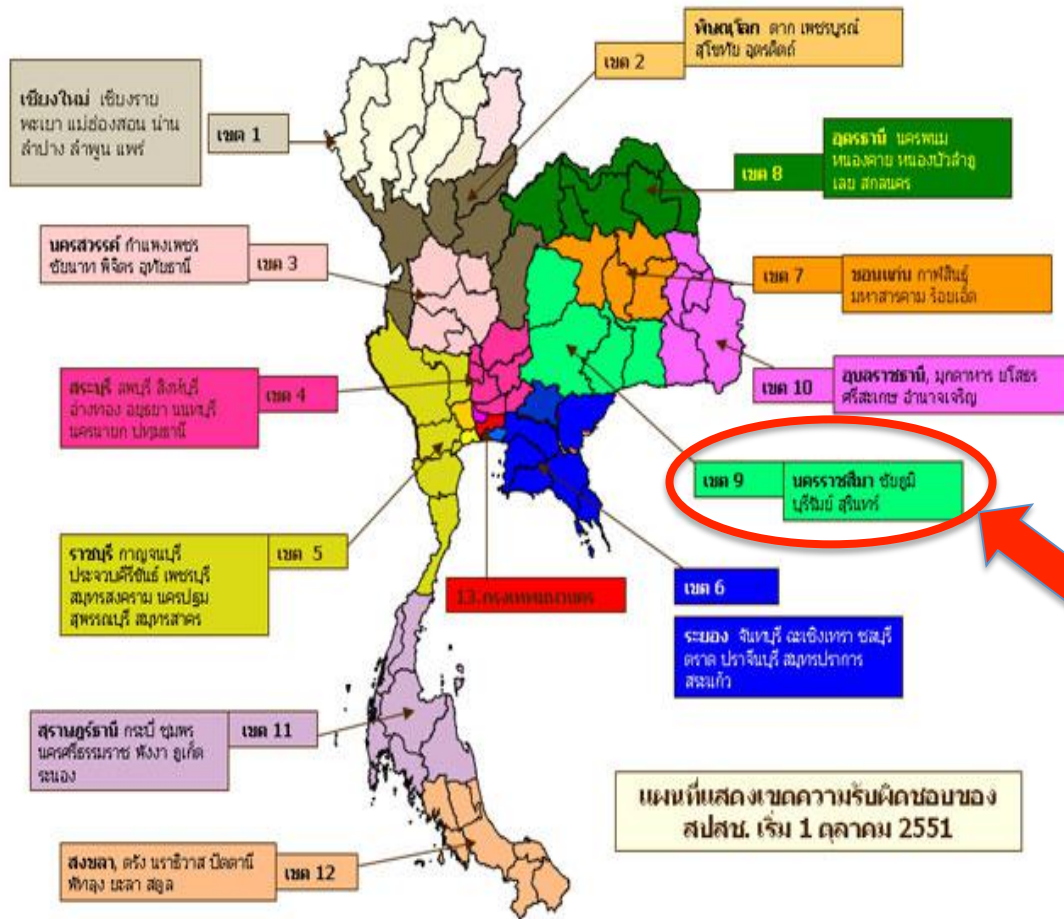 พิษณุโลก ตาก เพชรบูรณ์
สุโขทัย อุตรดิตถ์
เขต 2
เชียงใหม่ เชียงราย
พะเยา แม่ฮ่องสอน น่าน
ลำปาง ลำพูน แพร่
เขต 1
อุดรธานี นครพนม
หนองคาย หนองบัวลำภู
เลย สกลนคร
เขต 8
นครสวรรค์ กำแพงเพชร
ชัยนาท พิจิตร อุทัยธานี
เขต 3
เขต 7
ขอนแก่น กาฬสินธุ์
มหาสารคาม ร้อยเอ็ด
สระบุรี ลพบุรี สิงห์บุรี
อ่างทอง อยุธยา นนทบุรี
นครนายก ปทุมธานี
เขต 4
เขต 10
อุบลราชธานี, มุกดาหาร ยโสธร
ศรีสะเกษ อำนาจเจริญ
เขต 9
นครราชสีมา ชัยภูมิ
บุรีรัมย์ สุรินทร์
ราชบุรี กาญจนบุรี
ประจวบคีรีขันธ์ เพชรบุรี
สมุทรสงคราม นครปฐม
สุพรรณบุรี สมุทรสาคร
เขต 5
13.กรุงเทพมหานคร
เขต 6
ระยอง จันทบุรี ฉะเชิงเทรา ชลบุรี
ตราด ปราจีนบุรี สมุทรปราการ
สระแก้ว
สุราษฎร์ธานี กระบี่ ชุมพร
นครศรีธรรมราช พังงา ภูเก็ต
ระนอง
เขต 11
แผนที่แสดงเขตความรับผิดชอบของ
สปสช. เริ่ม 1 ตุลาคม 2551
สงขลา, ตรัง นราธิวาส ปัตตานี
พัทลุง ยะลา สตูล
เขต 12